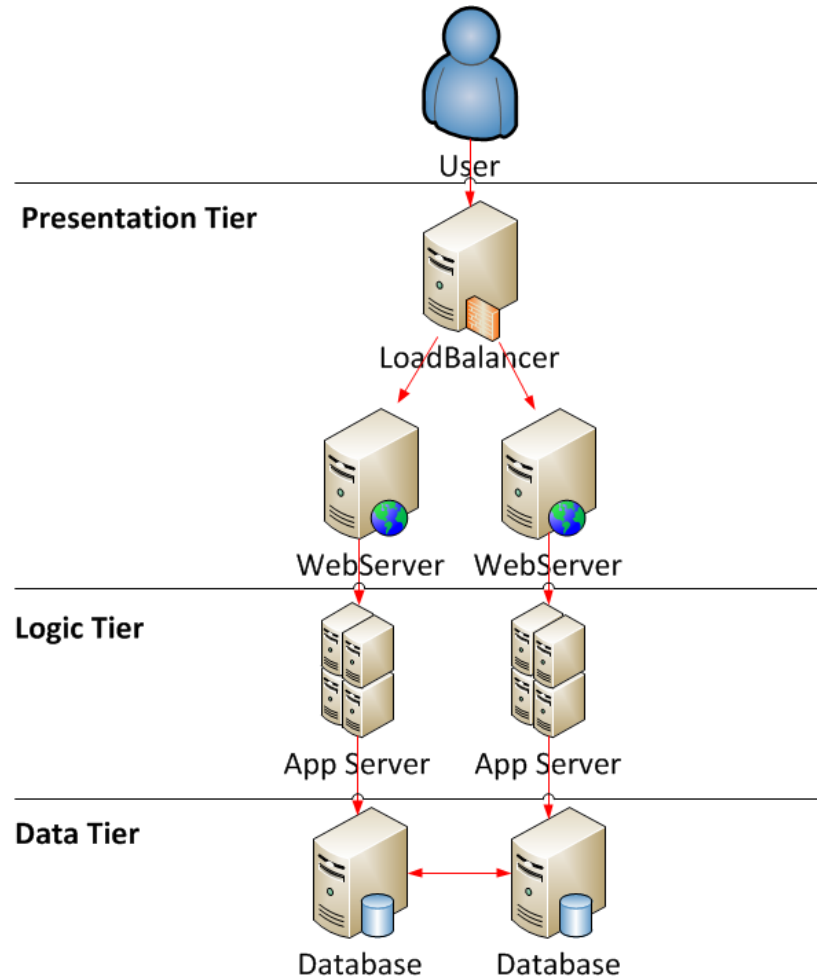 User
Presentation Tier
LoadBalancer
WebServer WebServer
Logic Tier
App Server App Server
Data Tier
Database Database